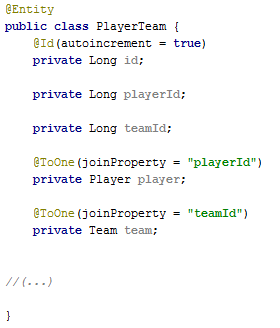 @Entity
public class PlayerTeam {
@Id(autoincrement = true)
private Long id;
private Long playerId;
private Long teamId;
@ToOne(joinProperty = "playerId")
private Player player;
@ToOne(joinProperty = "teamId")
private Team team;
//(...)
}